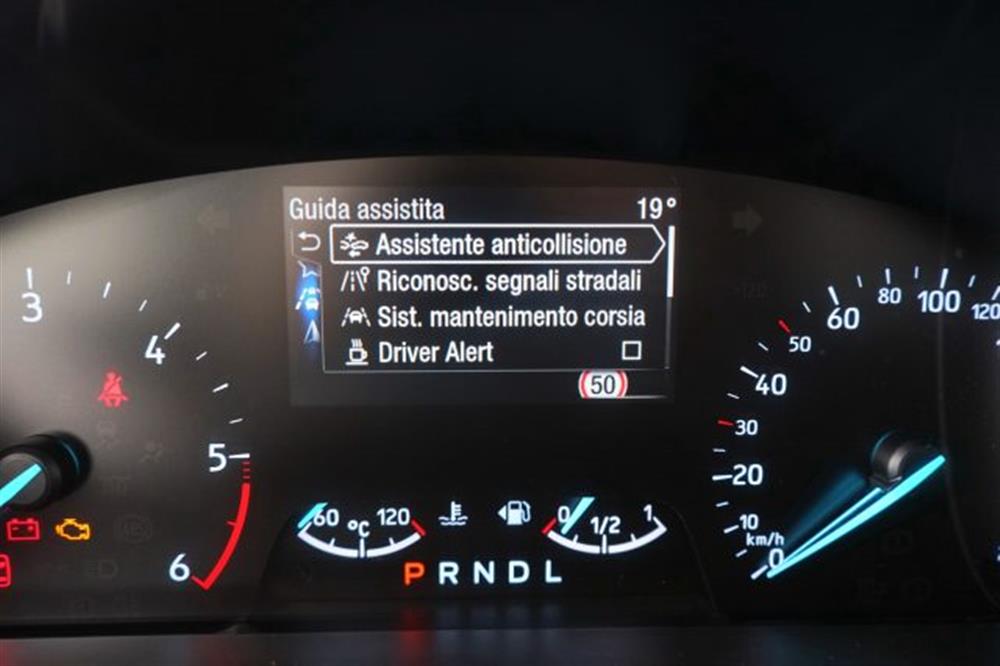 Guida assistita 19°
Assistente anticollisione
Riconosc. segnali stradali
Sist. mantenimento corsia
Driver Alert
50
3
4
5
6
60 °C 120
0 1/2 1
P R N D L
0
10
20
30
40
50
60
80
100
120
km/h